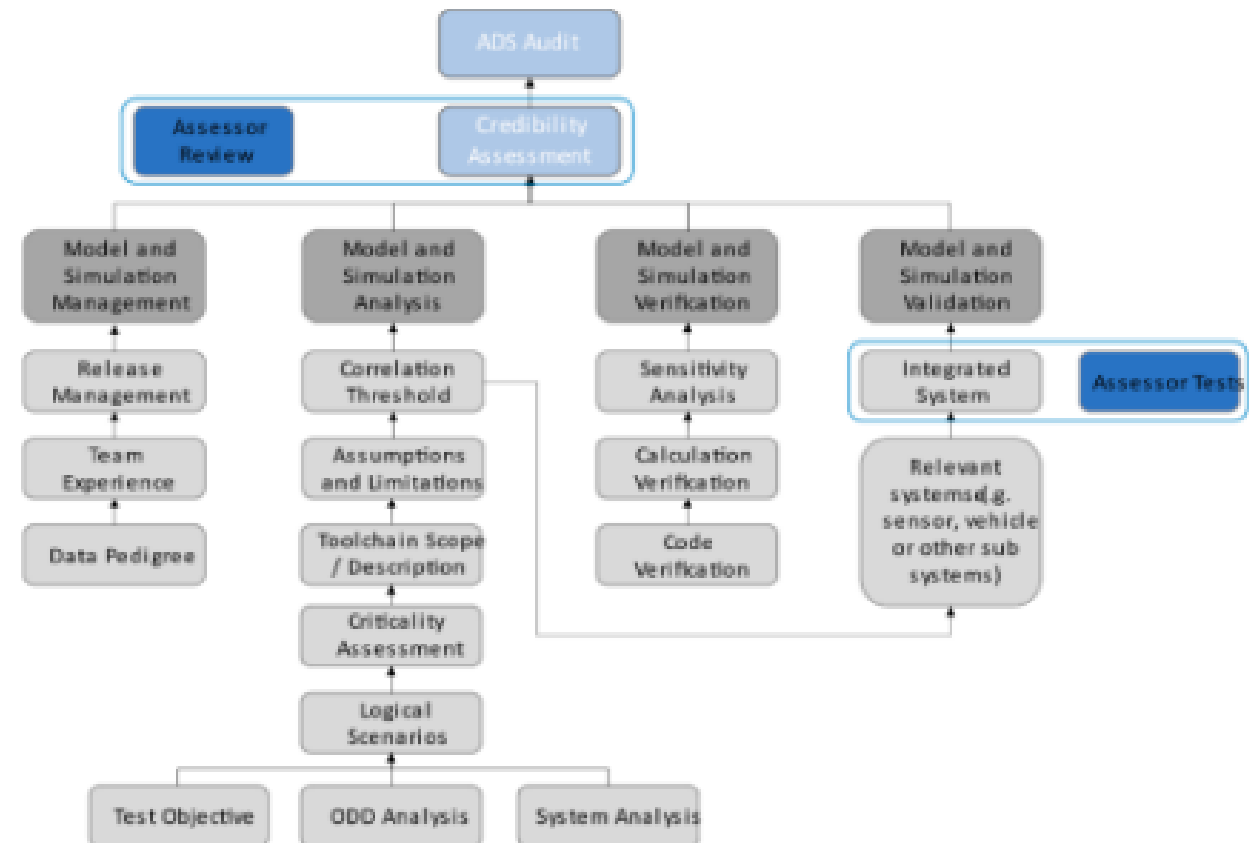 ADS Audit
Assessor
Review
Credibility
Assessment
Model and
Simulation
Management
Model and
Simulation
Analysis
Model and
Simulation
Verification
Model and
Simulation
Validation
Release
Management
Correlation
Threshold
Sensitivity
Analysis
Integrated
System
Assessor Tests
Team
Experience
Assumptions
and Limitations
Calculation
Verification
Relevant
systems(e.g.
sensor, vehicle
or other sub
systems)
Data Pedigree
Toolchain Scope
/ Description
Code
Verification
Criticality
Assessment
Logical
Scenarios
Test Objective
ODD Analysis
System Analysis